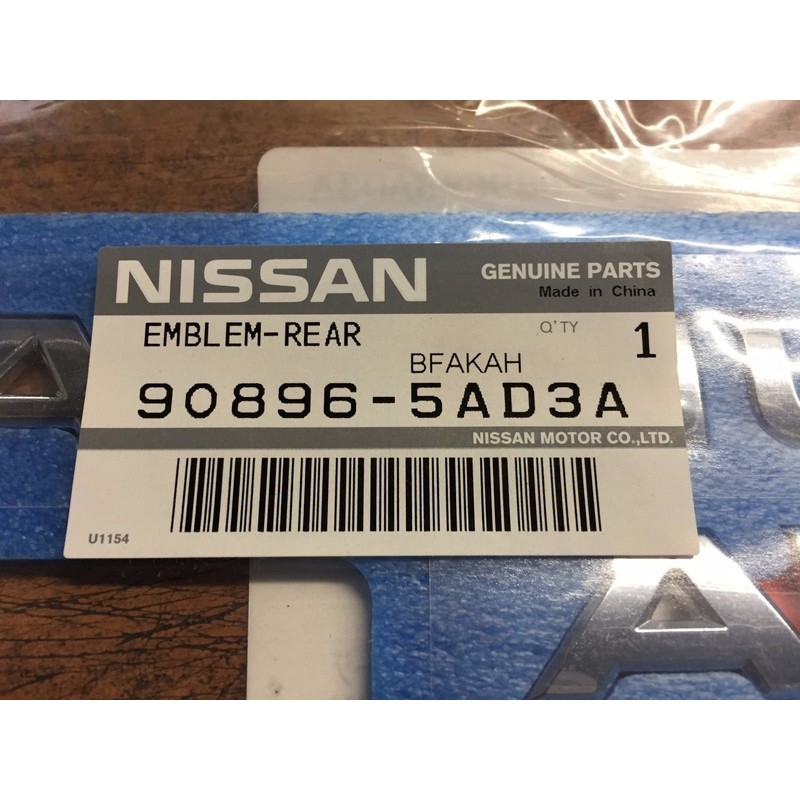 NISSAN
GENUINE PARTS
Made in China
EMBLEM-REAR
Q'TY
1
BFAKAH
90896-5AD3A
NISSAN MOTOR CO.,LTD.
U1154
A
A